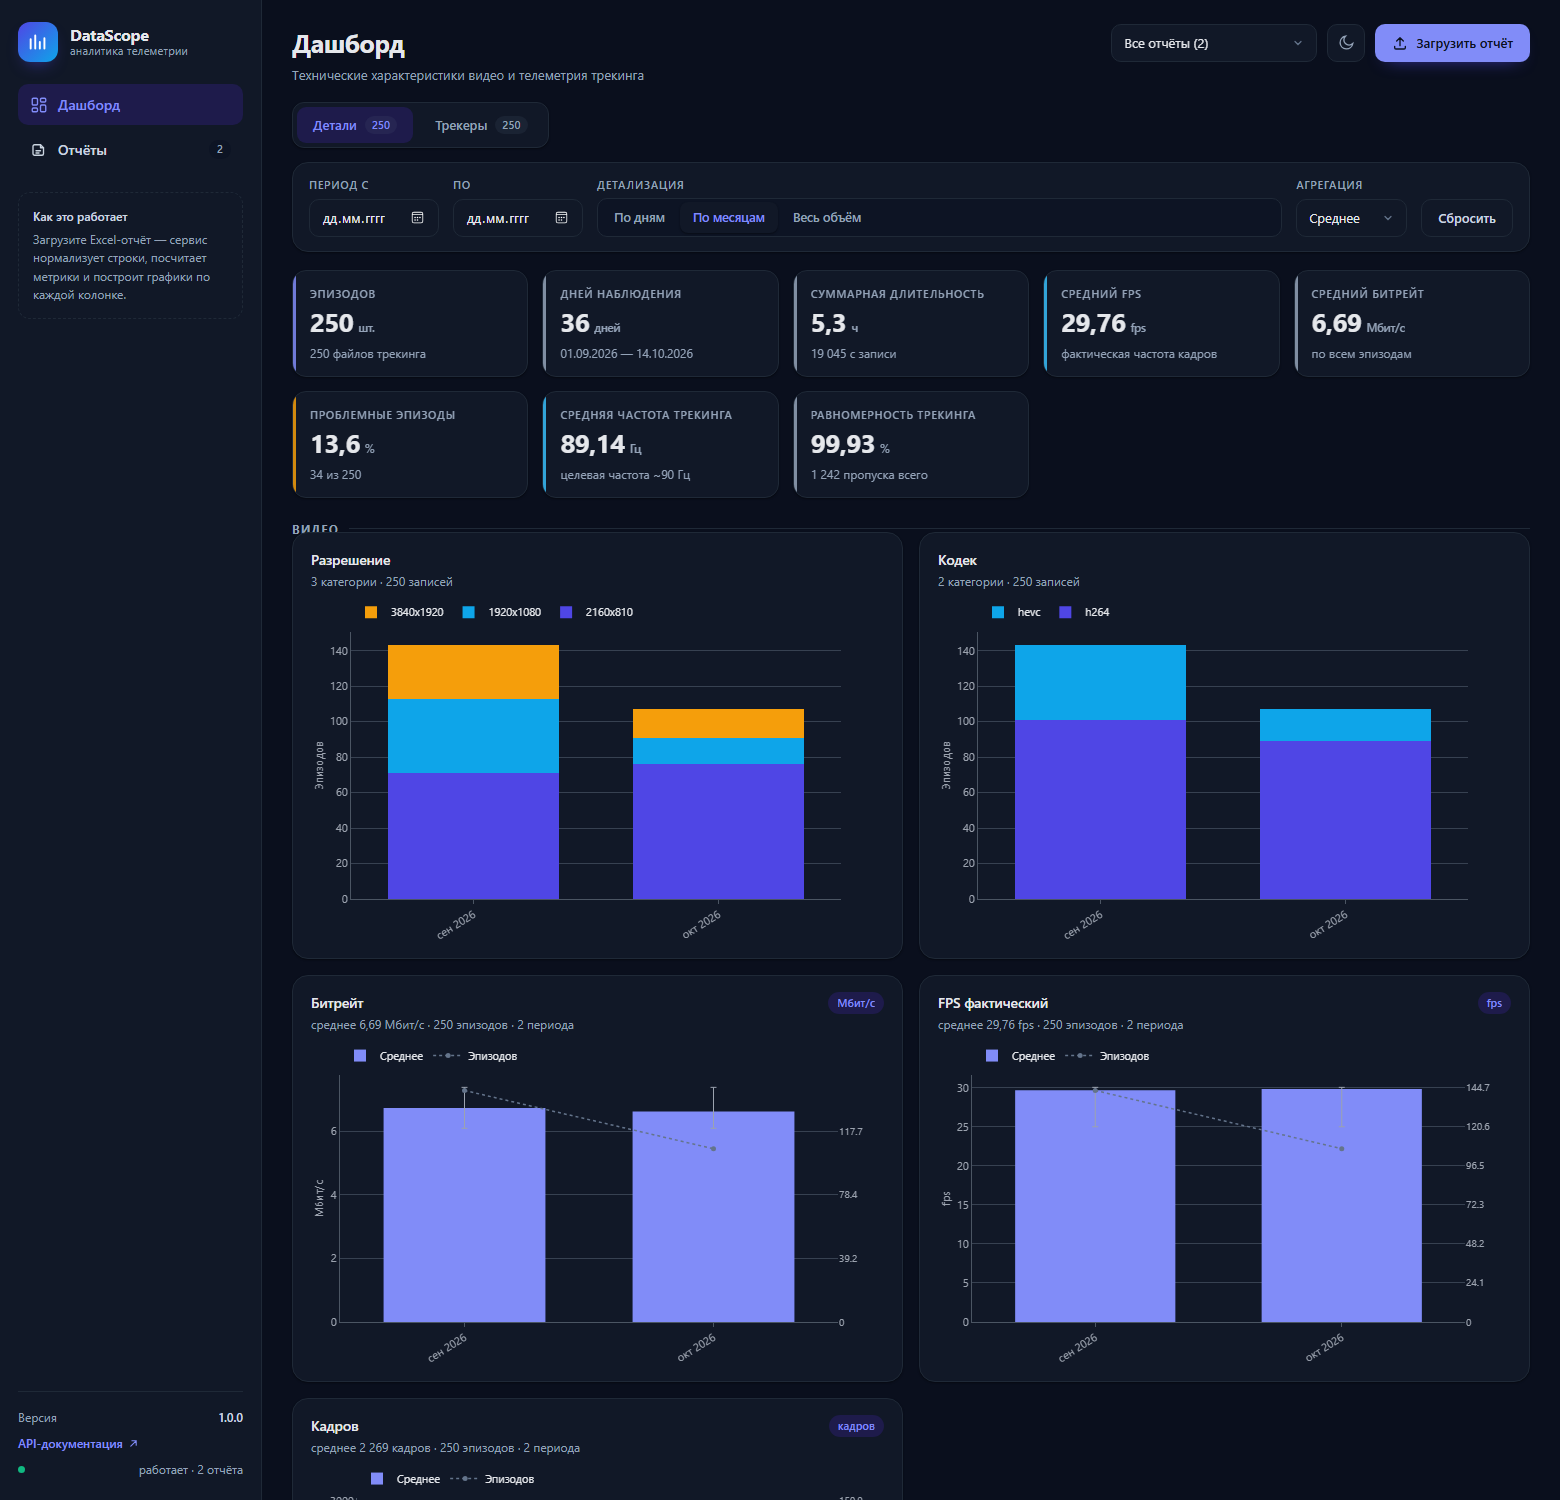 DataScope
аналитика телеметрии
Дашборд
Отчёты 2
Как это работает
Загрузите Excel-отчёт — сервис
нормализует строки, посчитает
метрики и построит графики по
каждой колонке.
Версия 1.0.0
API-документация ↗
работает · 2 отчёта
Дашборд
Технические характеристики видео и телеметрия трекинга
Все отчёты (2)
Загрузить отчёт
Детали 250
Трекеры 250
ПЕРИОД С
ПО
ДЕТАЛИЗАЦИЯ
АГРЕГАЦИЯ
дд.мм.гггг
дд.мм.гггг
По дням
По месяцам
Весь объём
Среднее
Сбросить
ЭПИЗОДОВ
250 шт.
250 файлов трекинга
ДНЕЙ НАБЛЮДЕНИЯ
36 дней
01.09.2026 — 14.10.2026
СУММАРНАЯ ДЛИТЕЛЬНОСТЬ
5,3 ч
19 045 с записи
СРЕДНИЙ FPS
29,76 fps
фактическая частота кадров
СРЕДНИЙ БИТРЕЙТ
6,69 Мбит/с
по всем эпизодам
ПРОБЛЕМНЫЕ ЭПИЗОДЫ
13,6 %
34 из 250
СРЕДНЯЯ ЧАСТОТА ТРЕКИНГА
89,14 Гц
целевая частота ~90 Гц
РАВНОМЕРНОСТЬ ТРЕКИНГА
99,93 %
1 242 пропуска всего
ВИДЕО
Разрешение
3 категории · 250 записей
3840x1920 1920x1080 2160x810
140
120
100
80
60
40
20
0
Эпизодов
сен 2026
окт 2026
Кодек
2 категории · 250 записей
hevc h264
140
120
100
80
60
40
20
0
Эпизодов
сен 2026
окт 2026
Битрейт
Мбит/с
среднее 6,69 Мбит/с · 250 эпизодов · 2 периода
Среднее Эпизодов
6 117.7
4 78.4
2 39.2
0 0
Мбит/с
сен 2026
окт 2026
FPS фактический
fps
среднее 29,76 fps · 250 эпизодов · 2 периода
Среднее Эпизодов
30 144.7
25 120.6
20 96.5
15 72.3
10 48.2
5 24.1
0 0
fps
сен 2026
окт 2026
Кадров
кадров
среднее 2 269 кадров · 250 эпизодов · 2 периода
Среднее Эпизодов